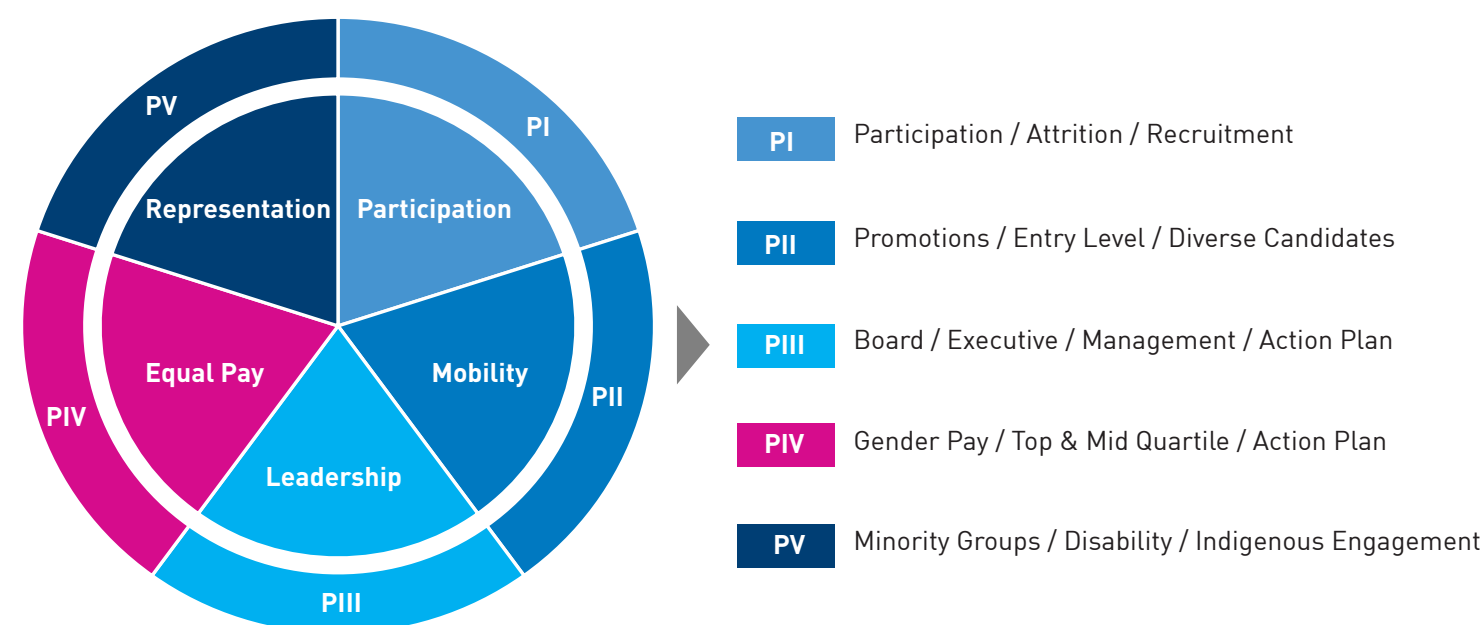 PV
PI
Representation
Participation
Equal Pay
Mobility
PIV
PII
Leadership
PIII
PI Participation / Attrition / Recruitment
PII Promotions / Entry Level / Diverse Candidates
PIII Board / Executive / Management / Action Plan
PIV Gender Pay / Top & Mid Quartile / Action Plan
PV Minority Groups / Disability / Indigenous Engagement